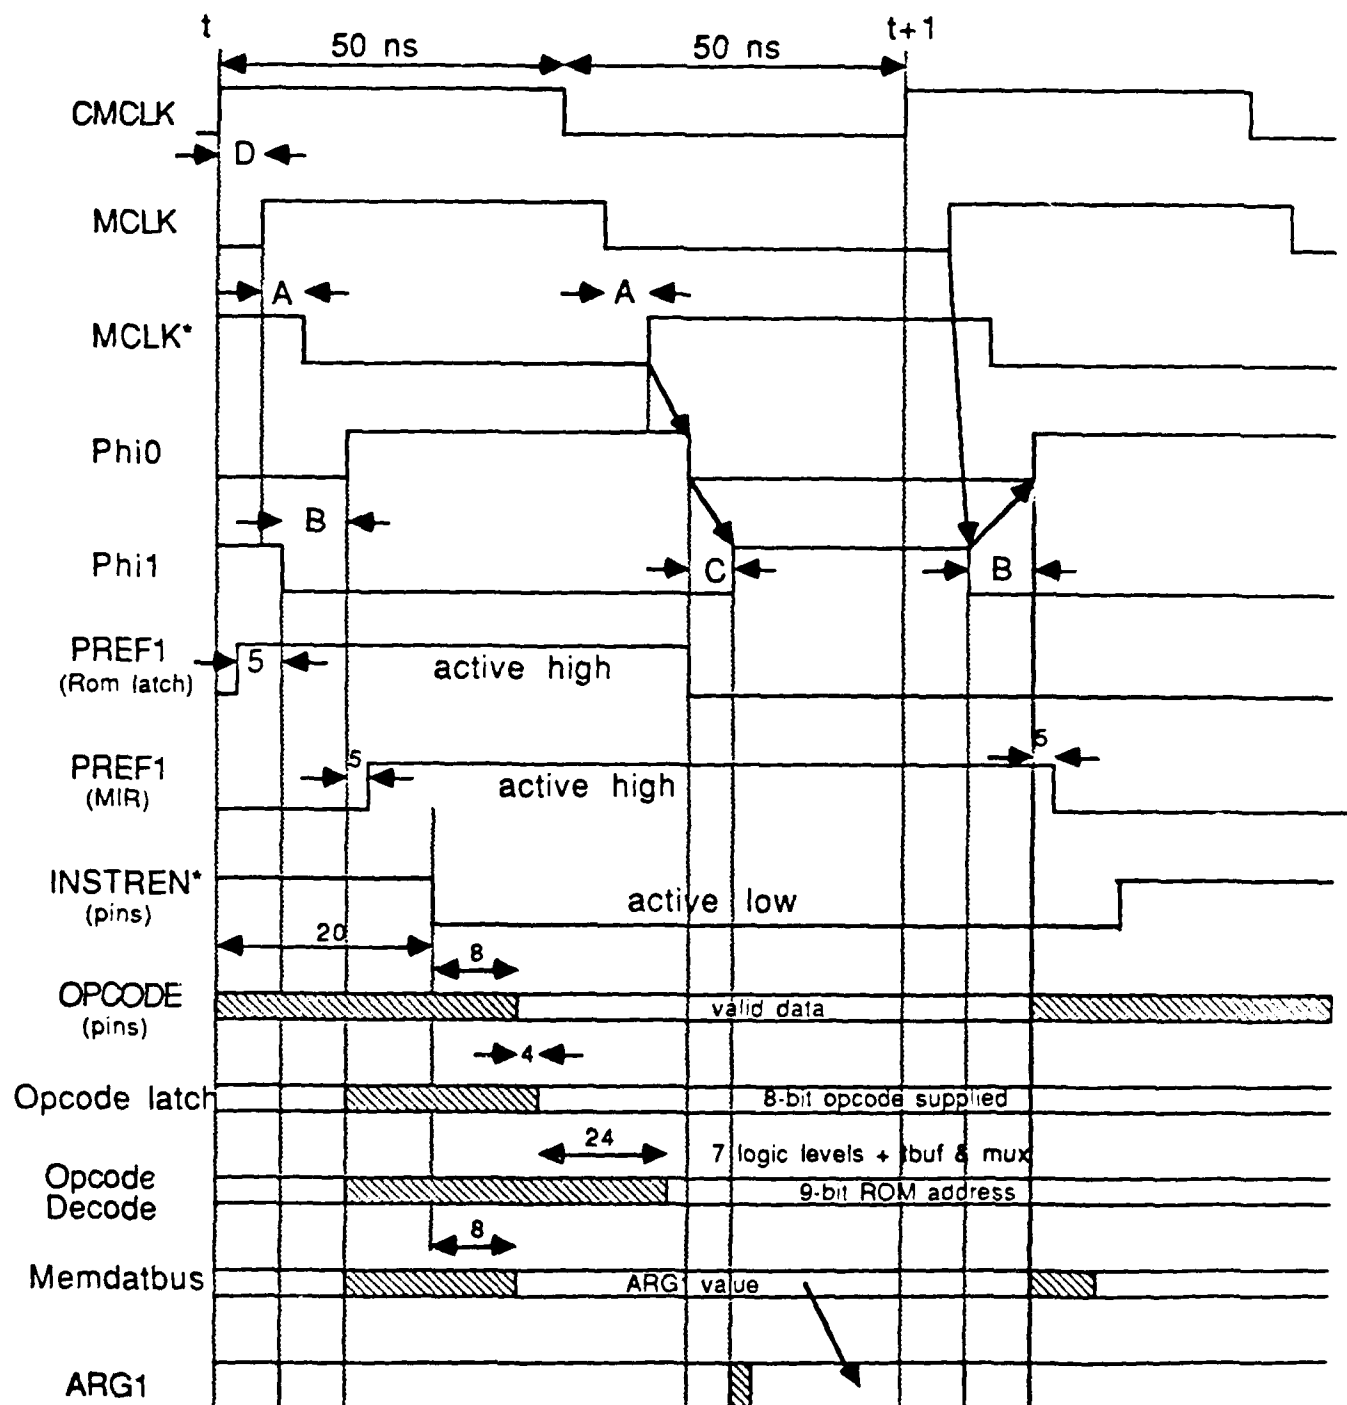 t
t+1
50 ns
50 ns
CMCLK
D
MCLK
A
A
MCLK*
Phi0
B
Phi1
C
B
PREF1
5
active high
(Rom latch)
5
PREF1
5
active high
(MIR)
INSTREN*
active low
(pins)
20
8
OPCODE
valid data
(pins)
4
Opcode latch
8-bit opcode supplied
24
7 logic levels + tbuf & mux
Opcode
9-bit ROM address
Decode
8
Memdatbus
ARG1 value
ARG1